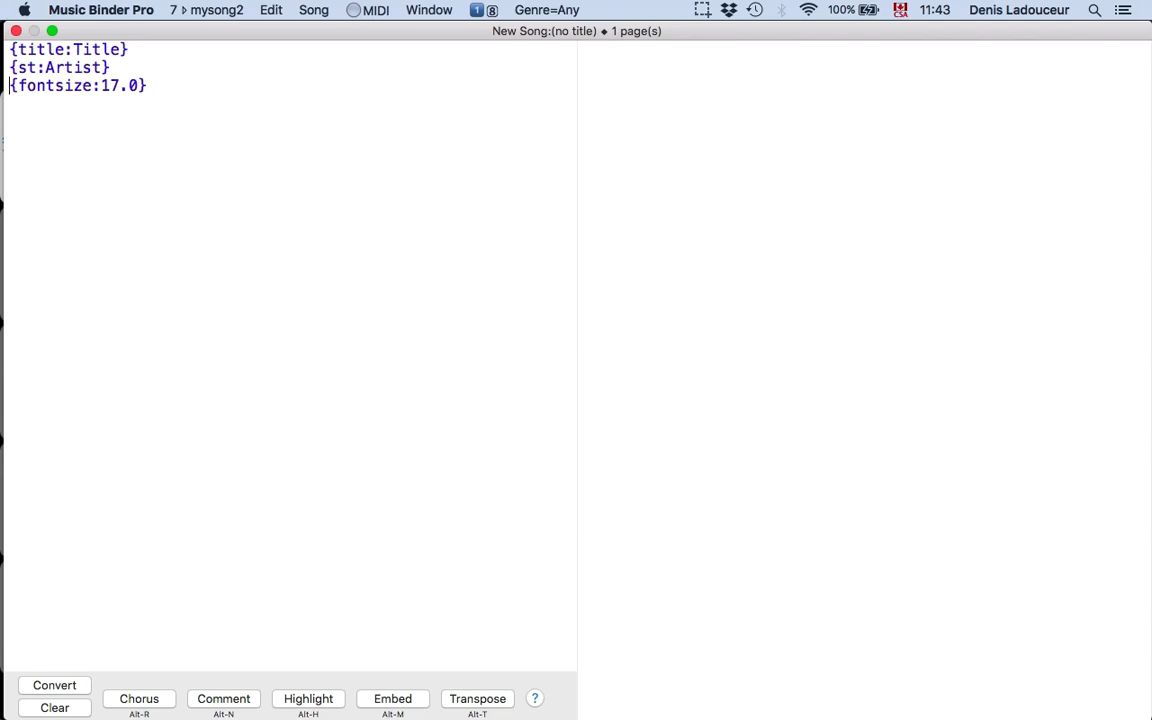 Music Binder Pro 7 ▹ mysong2 Edit Song MIDI Window 1 8 Genre=Any 100% CSA 11:43 Denis Ladouceur
New Song:(no title) ◆ 1 page(s)
{title:Title}
{st:Artist}
{fontsize:17.0}
Convert
Clear
Chorus Comment Highlight Embed Transpose ?
Alt-R Alt-N Alt-H Alt-M Alt-T